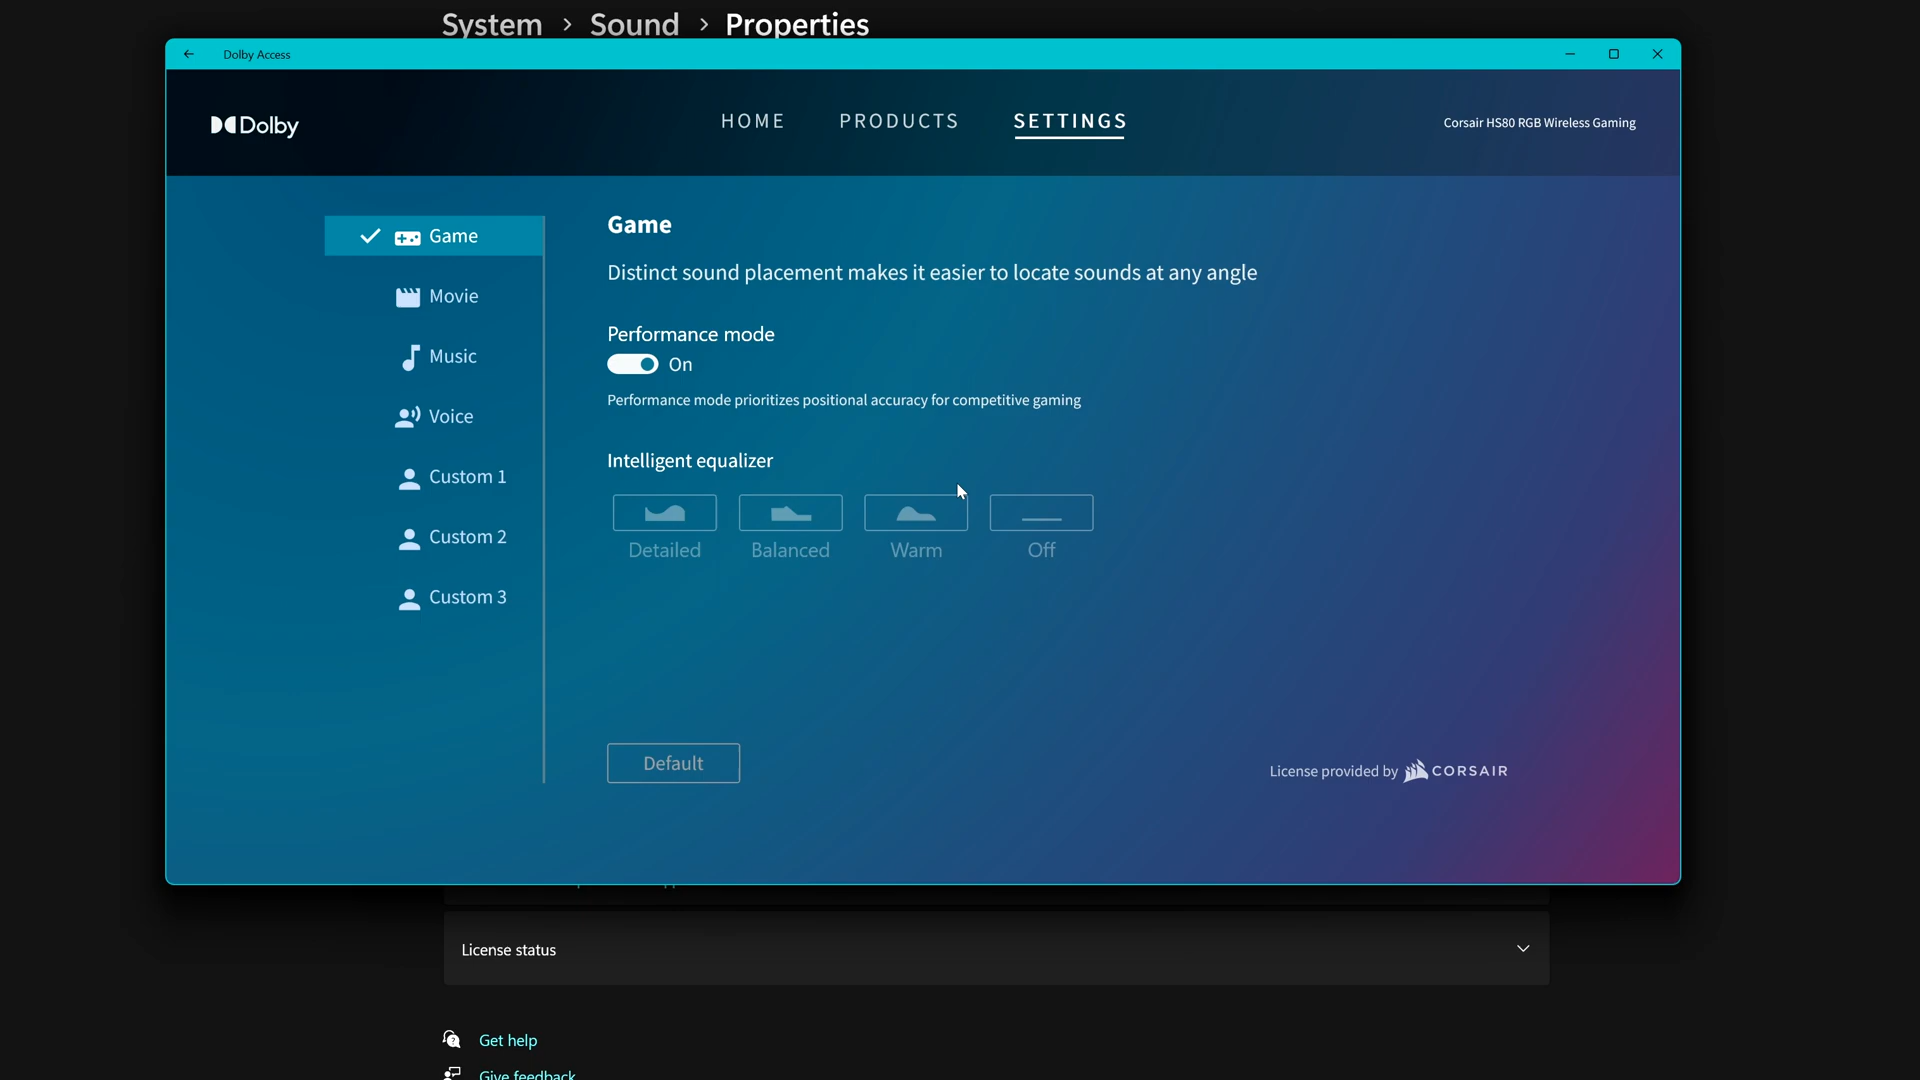 System > Sound > Properties
Dolby Access
Dolby
HOME
PRODUCTS
SETTINGS
Corsair HS80 RGB Wireless Gaming
Game
Movie
Music
Voice
Custom 1
Custom 2
Custom 3
Game
Distinct sound placement makes it easier to locate sounds at any angle
Performance mode
On
Performance mode prioritizes positional accuracy for competitive gaming
Intelligent equalizer
Detailed
Balanced
Warm
Off
Default
License provided by CORSAIR
License status
Get help
Give feedback